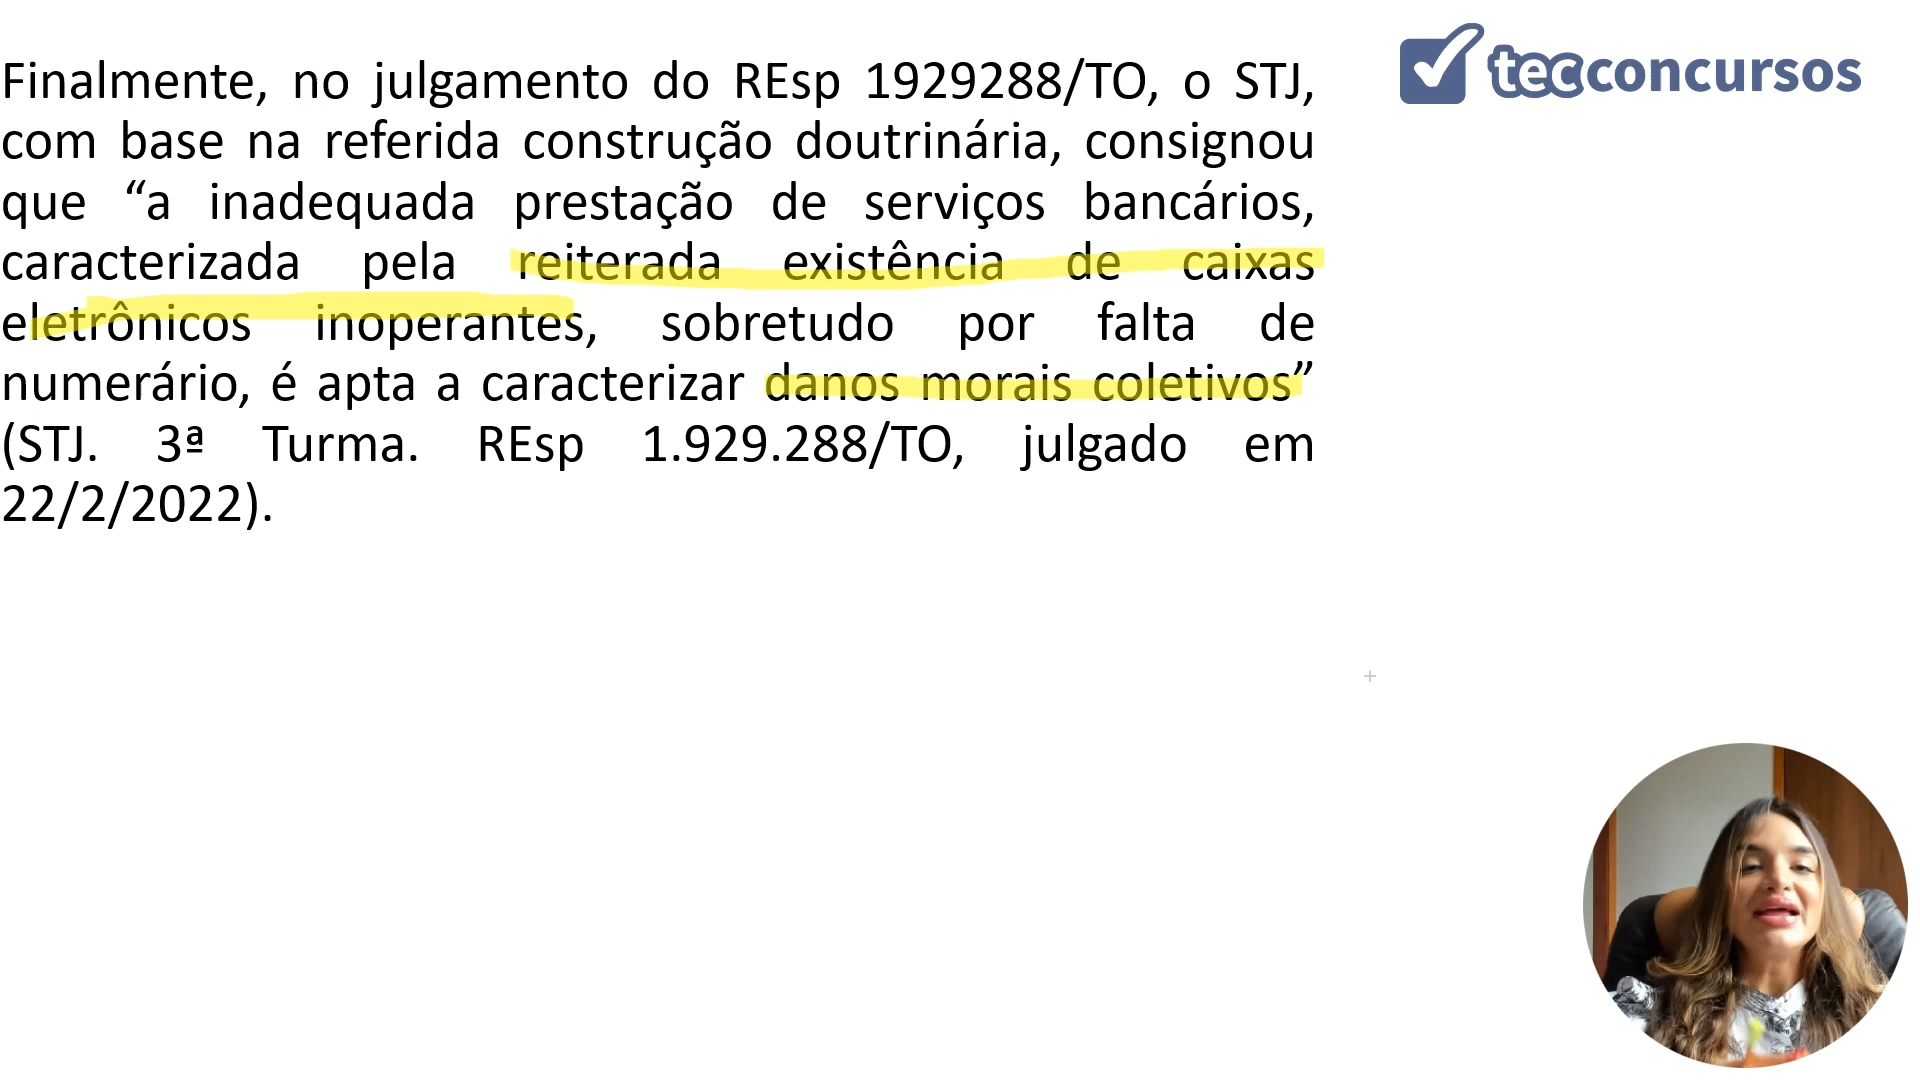 Finalmente, no julgamento do REsp 1929288/TO, o STJ,
com base na referida construção doutrinária, consignou
que “a inadequada prestação de serviços bancários,
caracterizada pela reiterada existência de caixas
eletrônicos inoperantes, sobretudo por falta de
numerário, é apta a caracterizar danos morais coletivos”
(STJ. 3ª Turma. REsp 1.929.288/TO, julgado em
22/2/2022).
tecconcursos